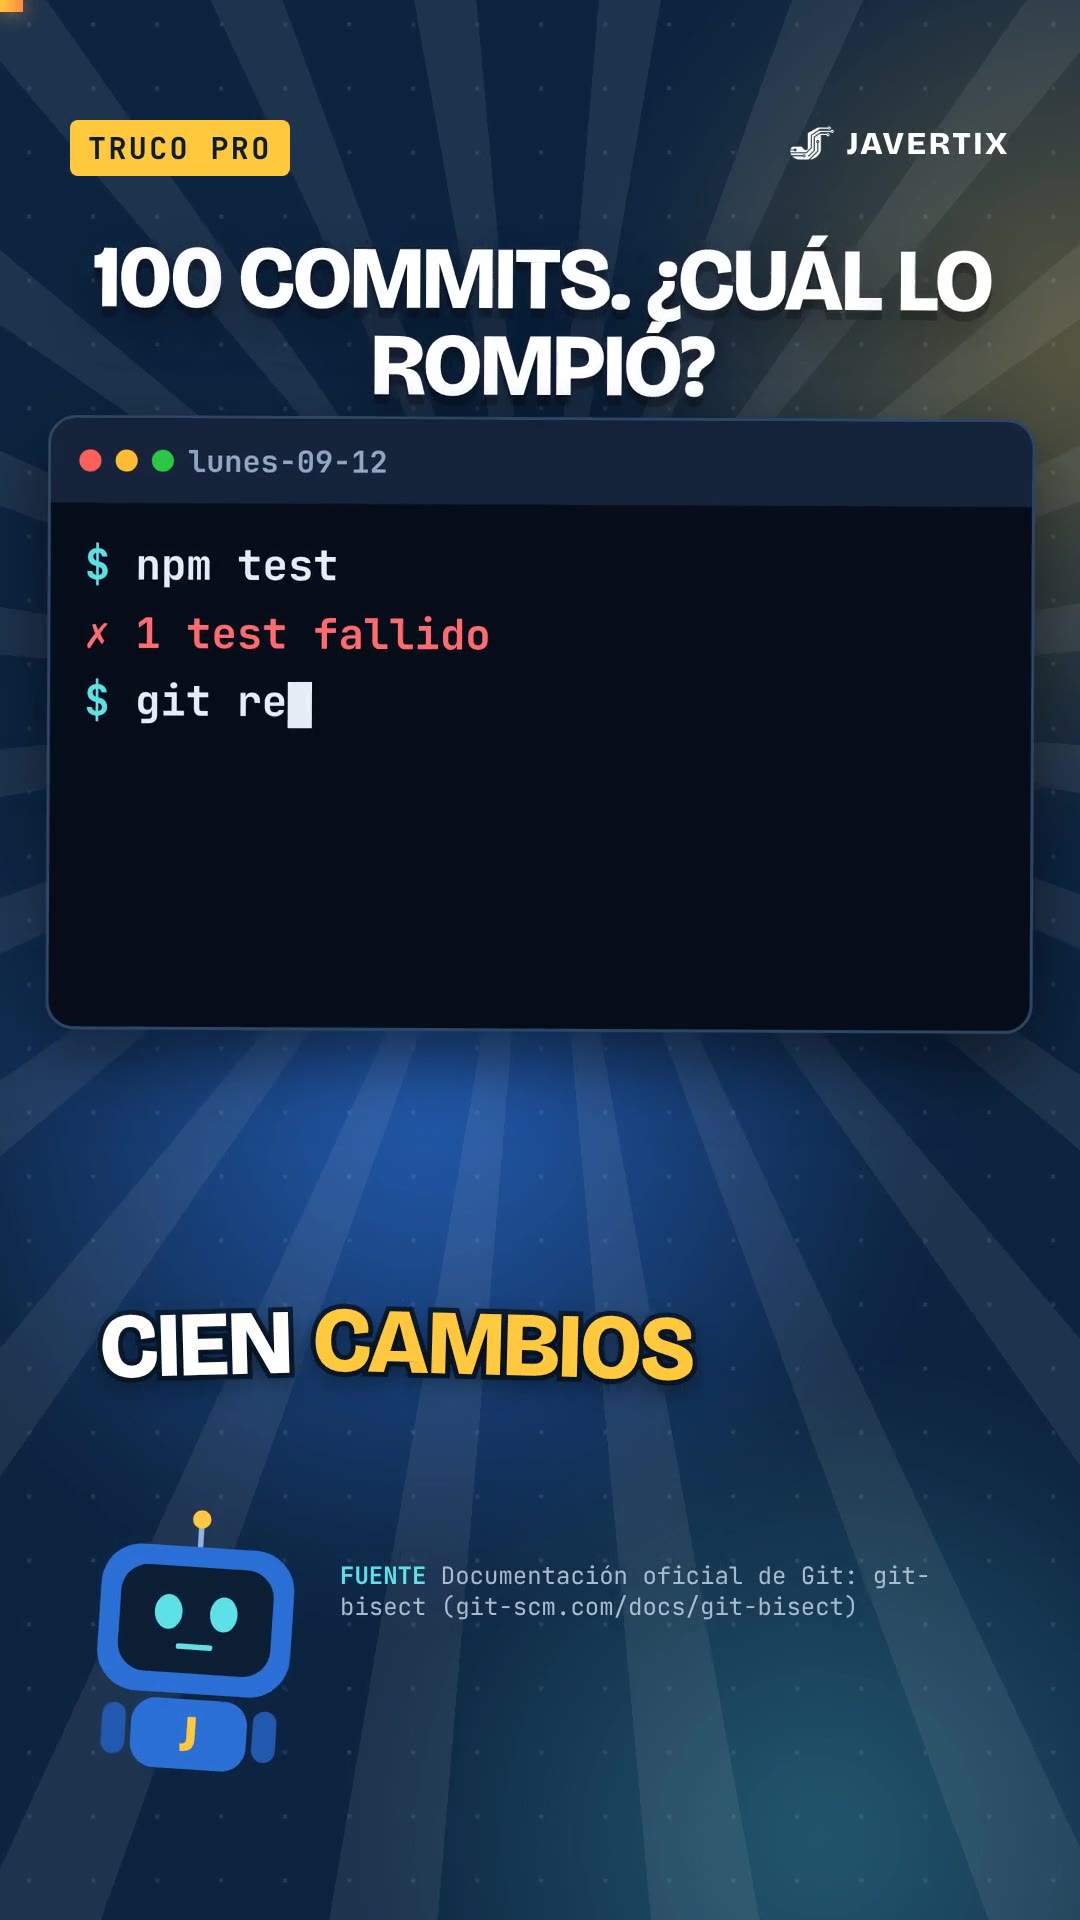 TRUCO PRO
JAVERTIX
100 COMMITS. ¿CUÁL LO
ROMPIÓ?
lunes-09-12
$ npm test
✗ 1 test fallido
$ git re
CIEN CAMBIOS
FUENTE Documentación oficial de Git: git-
bisect (git-scm.com/docs/git-bisect)
J